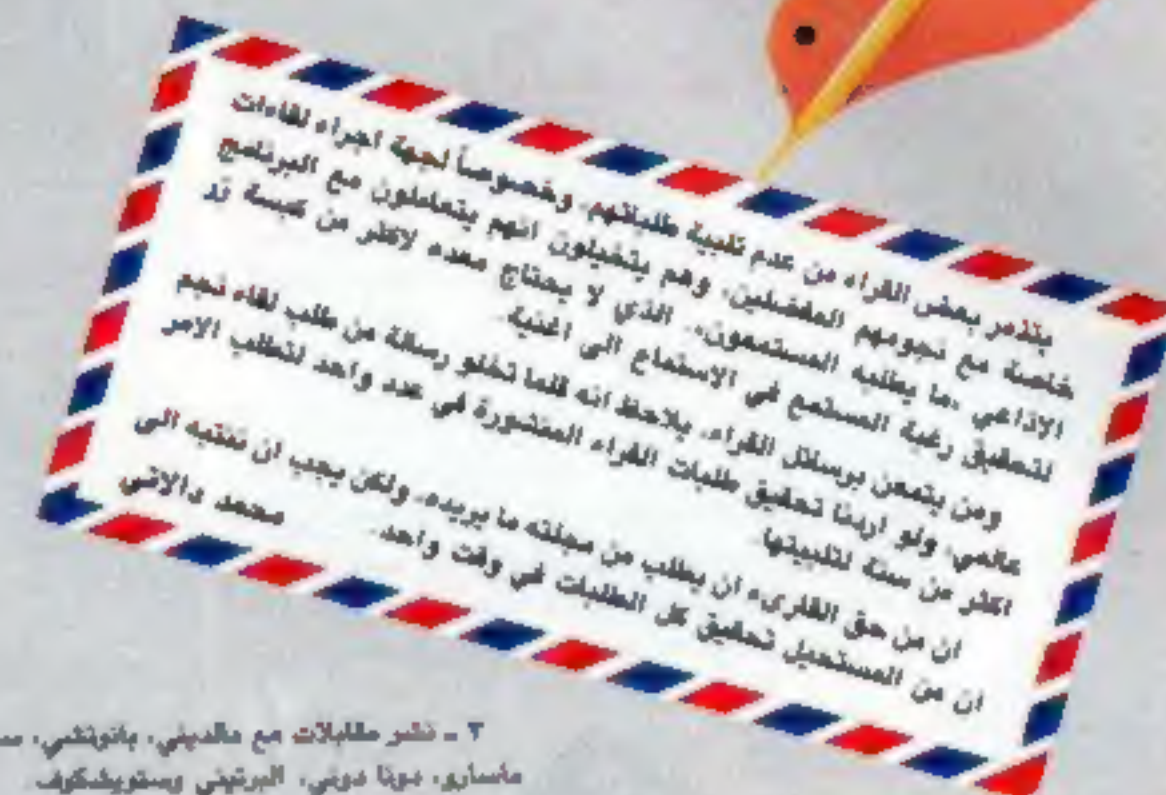 يتذمر بعض القراء من عدم تلبية طلباتهم، وخصوصاً لجهة اجراء لقاءات
خاصة مع نجومهم المفضلين، وهم يتخيلون انهم يتعاملون مع البرنامج
الاذاعي «ما يطلبه المستمعون»، الذي لا يحتاج معده لاكثر من كبسة زر
لتحقيق رغبة المستمع في الاستماع الى اغنية.
ومن يتمعن برسائل القراء، يلاحظ انه قلما تخلو رسالة من طلب لقاء نجم
عالمي، ولو اردنا تحقيق طلبات القراء المنشورة في عدد واحد لتطلب الامر
اكثر من سنة لتلبيتها.
ان من حق القارىء ان يطلب من مجلته ما يريده، ولكن يجب ان ننتبه الى
ان من المستحيل تحقيق كل الطلبات في وقت واحد.
محمد دالاتي
٣ ـ نشر مقابلات مع مالديني، بانوتشي،
ماسارو، دونا دوني، البرتيني وستويشكوف